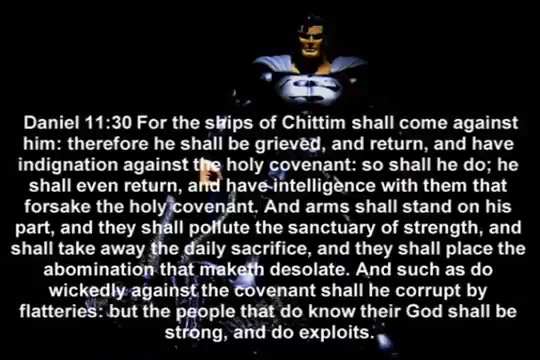 Daniel 11:30 For the ships of Chittim shall come against
him: therefore he shall be grieved, and return, and have
indignation against the holy covenant: so shall he do; he
shall even return, and have intelligence with them that
forsake the holy covenant. And arms shall stand on his
part, and they shall pollute the sanctuary of strength, and
shall take away the daily sacrifice, and they shall place the
abomination that maketh desolate. And such as do
wickedly against the covenant shall he corrupt by
flatteries: but the people that do know their God shall be
strong, and do exploits.